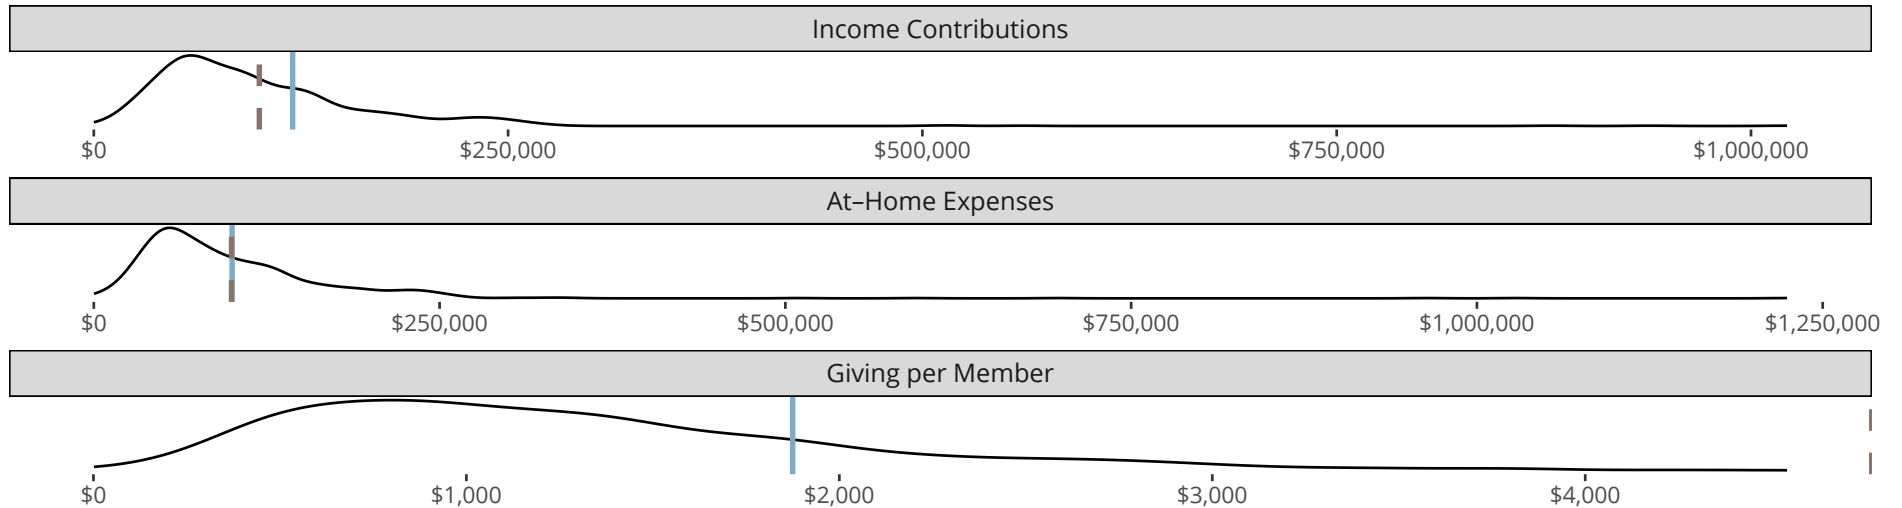 Income Contributions
$0 $250,000 $500,000 $750,000 $1,000,000
At–Home Expenses
$0 $250,000 $500,000 $750,000 $1,000,000 $1,250,000
Giving per Member
$0 $1,000 $2,000 $3,000 $4,000